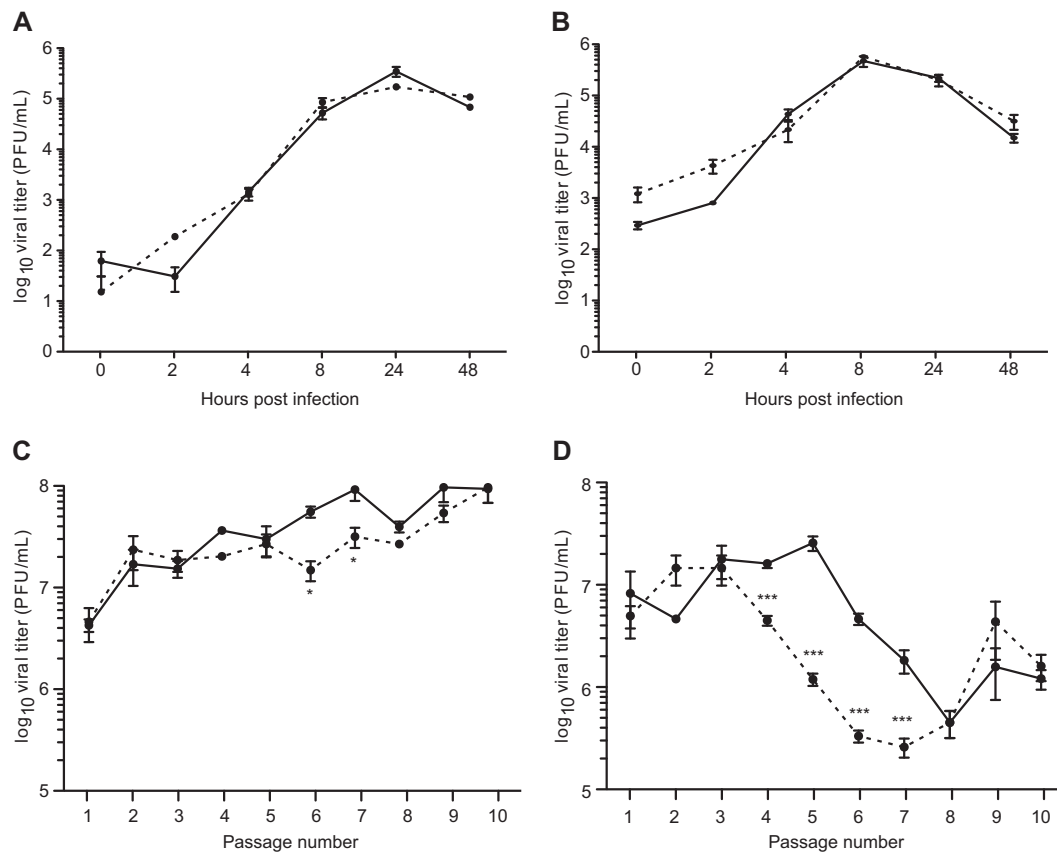 A
log10 viral titer (PFU/mL)
6
5
4
3
2
1
0
0 2 4 8 24 48
Hours post infection
B
log10 viral titer (PFU/mL)
6
5
4
3
2
1
0
0 2 4 8 24 48
Hours post infection
C
log10 viral titer (PFU/mL)
8
7
6
5
* *
1 2 3 4 5 6 7 8 9 10
Passage number
D
log10 viral titer (PFU/mL)
8
7
6
5
*** *** *** ***
1 2 3 4 5 6 7 8 9 10
Passage number